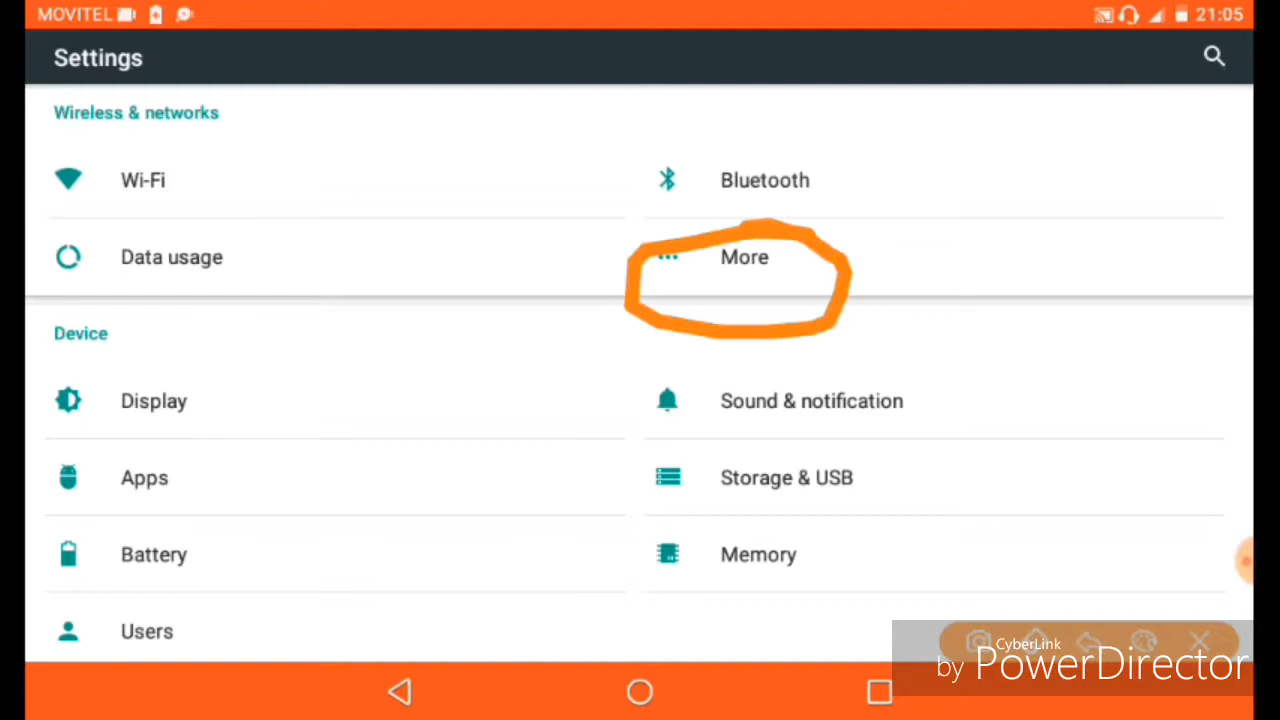 MOVITEL 21:05
Settings
Wireless & networks
Wi-Fi Bluetooth
Data usage More
Device
Display Sound & notification
Apps Storage & USB
Battery Memory
Users
CyberLink
by PowerDirector